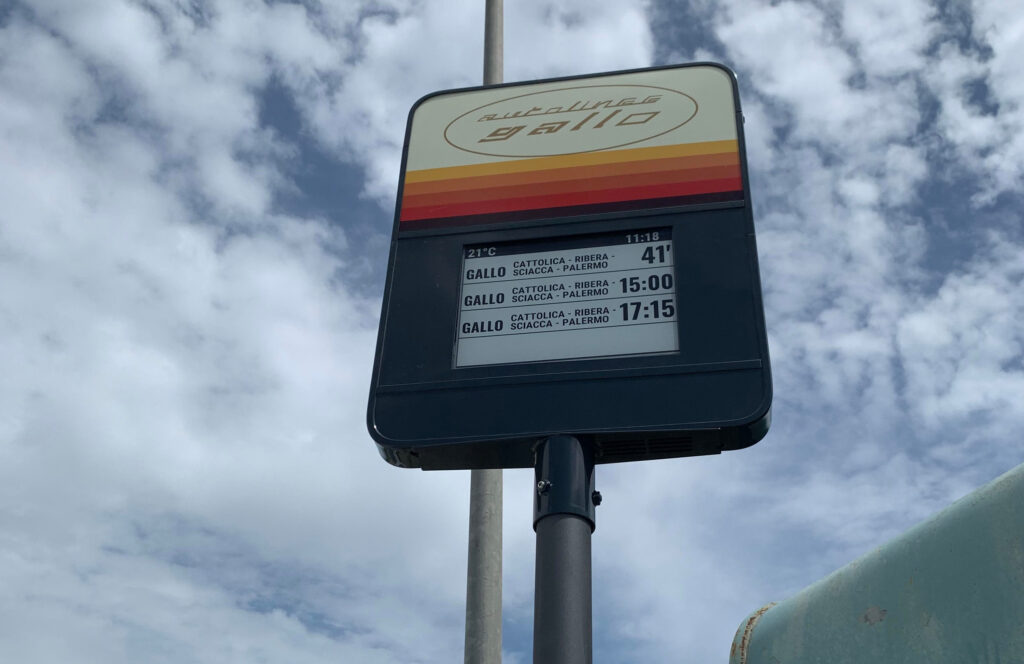 autolinee
gallo
21°C 11:18
GALLO CATTOLICA - RIBERA - SCIACCA - PALERMO 41'
GALLO CATTOLICA - RIBERA - SCIACCA - PALERMO 15:00
GALLO CATTOLICA - RIBERA - SCIACCA - PALERMO 17:15